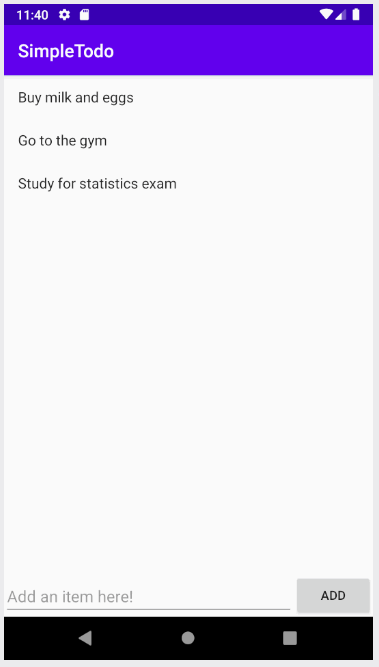 11:40
SimpleTodo
Buy milk and eggs
Go to the gym
Study for statistics exam
Add an item here!
ADD